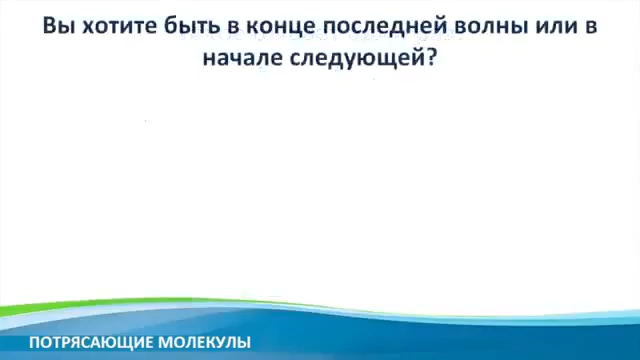 Вы хотите быть в конце последней волны или в
начале следующей?
ПОТРЯСАЮЩИЕ МОЛЕКУЛЫ